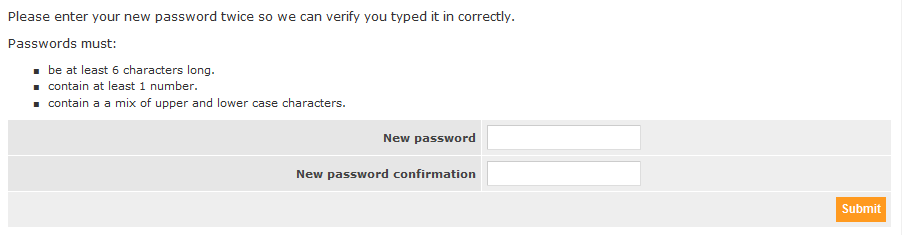 Please enter your new password twice so we can verify you typed it in correctly.
Passwords must:
be at least 6 characters long.
contain at least 1 number.
contain a a mix of upper and lower case characters.
New password
New password confirmation
Submit